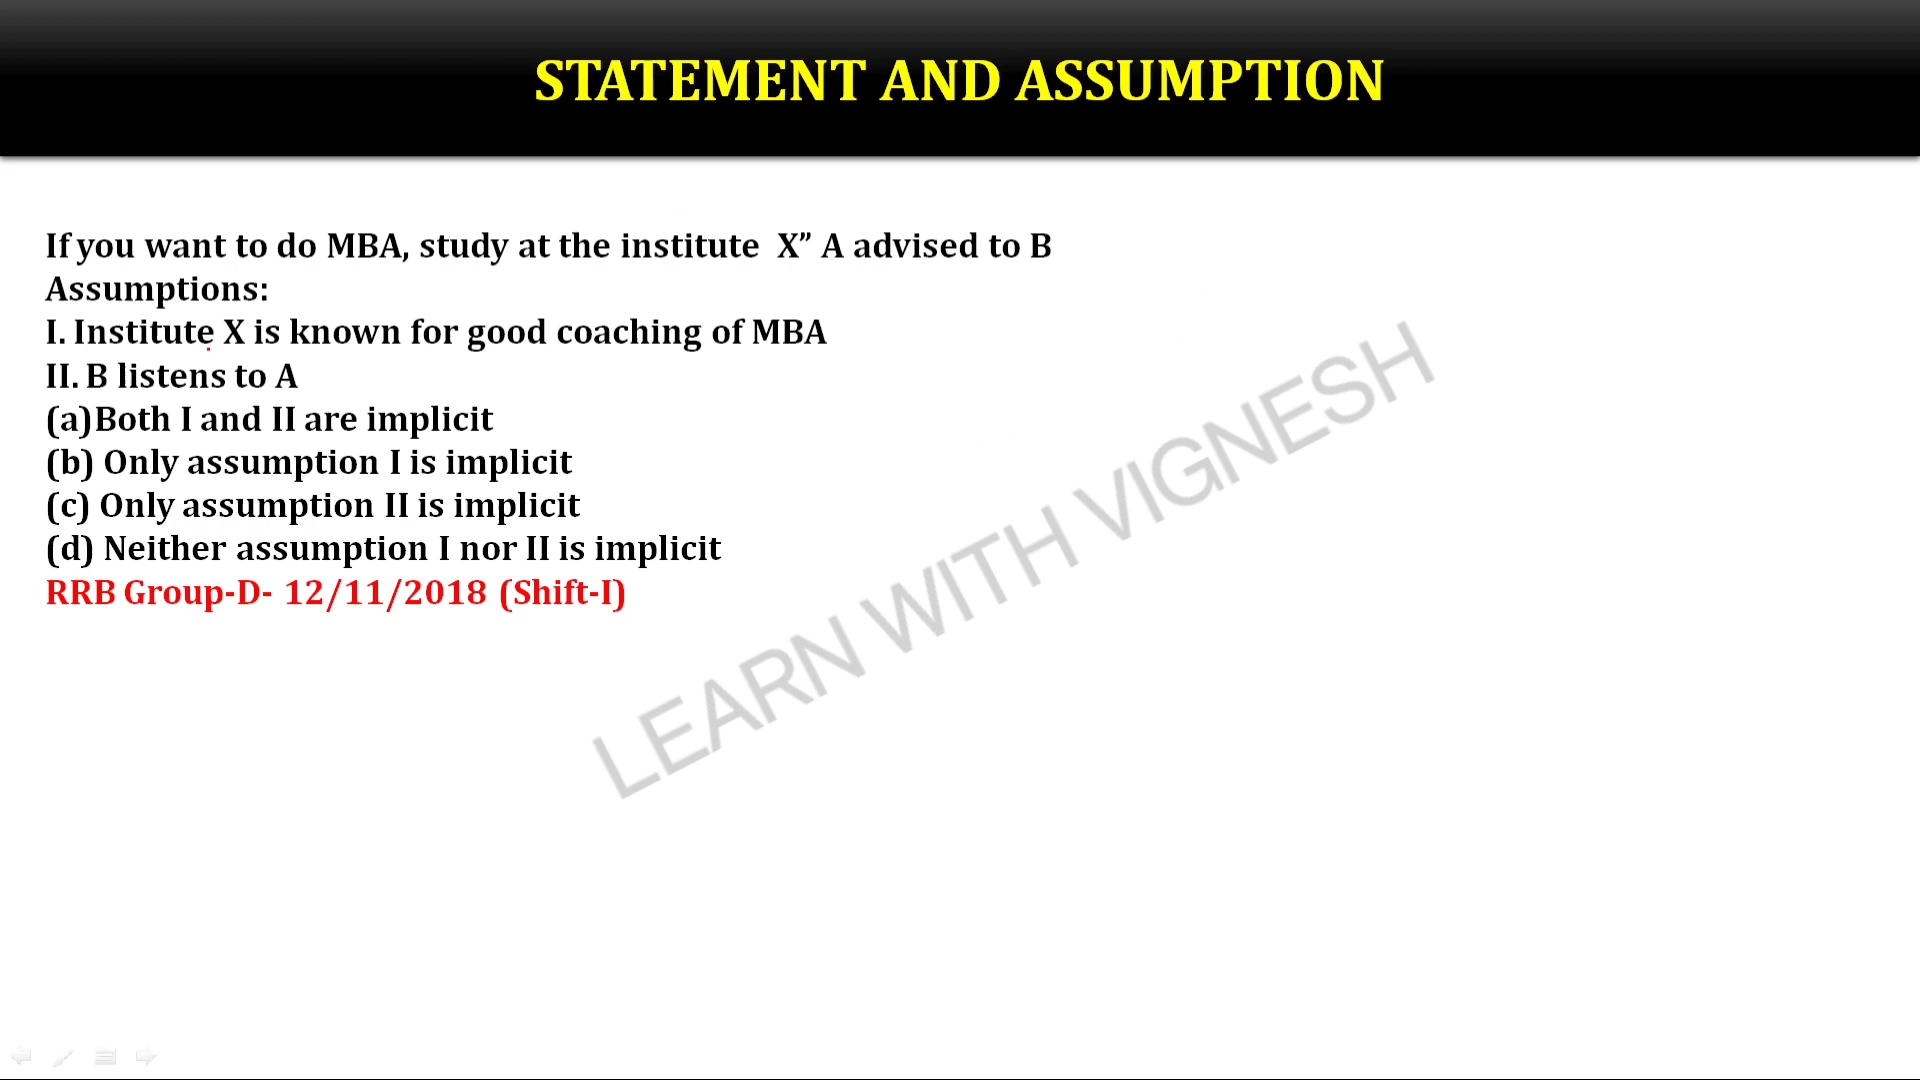 STATEMENT AND ASSUMPTION
If you want to do MBA, study at the institute X” A advised to B
Assumptions:
I. Institute X is known for good coaching of MBA
II. B listens to A
(a)Both I and II are implicit
(b) Only assumption I is implicit
(c) Only assumption II is implicit
(d) Neither assumption I nor II is implicit
RRB Group-D- 12/11/2018 (Shift-I)
LEARN WITH VIGNESH